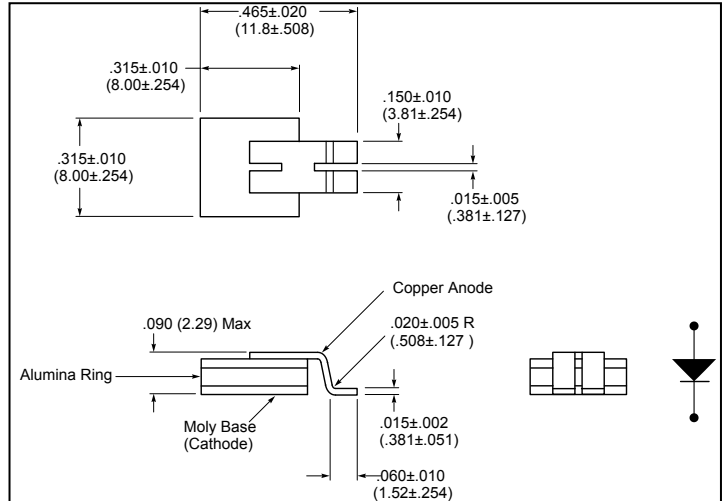 .465±.020
(11.8±.508)
.315±.010
(8.00±.254)
.150±.010
(3.81±.254)
.315±.010
(8.00±.254)
.015±.005
(.381±.127)
Copper Anode
.090 (2.29) Max
.020±.005 R
(.508±.127 )
Alumina Ring
Moly Base
(Cathode)
.015±.002
(.381±.051)
.060±.010
(1.52±.254)